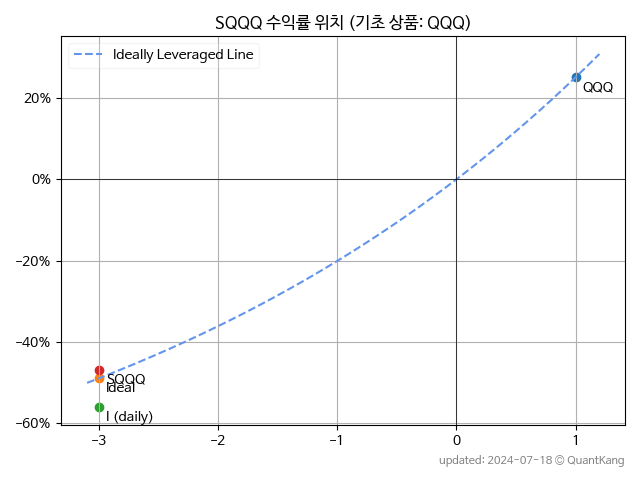 SQQQ 수익률 위치 (기초 상품: QQQ)
Ideally Leveraged Line
QQQ
20%
0%
−20%
−40%
−60%
SQQQ
Ideal
I (daily)
−3
−2
−1
0
1
updated: 2024-07-18 © QuantKang